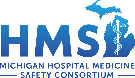 HMS
MICHIGAN HOSPITAL MEDICINE
SAFETY CONSORTIUM